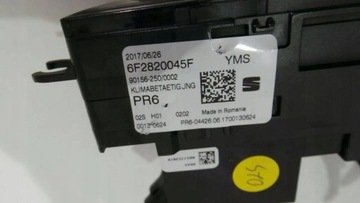 2017/06/26
6F2820045F YMS
90156-250/0002
KLIMABETAETIGUNG
PR6
02S H01 0202 Made in Romania
00130624 PR6-04426.06.1700130624